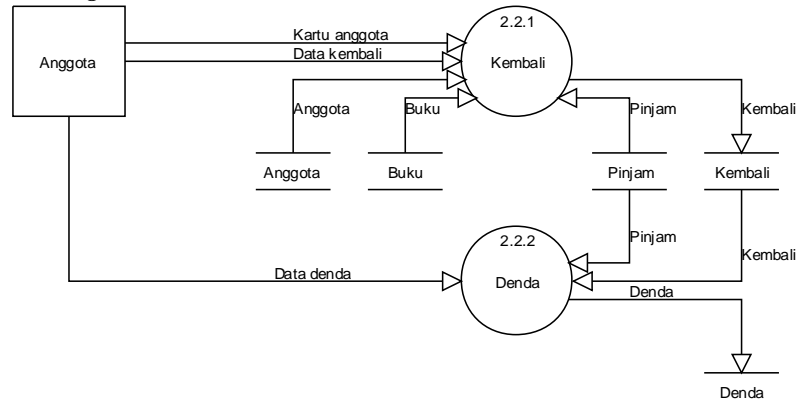 Kartu anggota
2.2.1
Data kembali
Anggota
Kembali
Anggota
Buku
Pinjam
Kembali
Anggota
Buku
Pinjam
Kembali
2.2.2
Pinjam
Kembali
Data denda
Denda
Denda
Denda